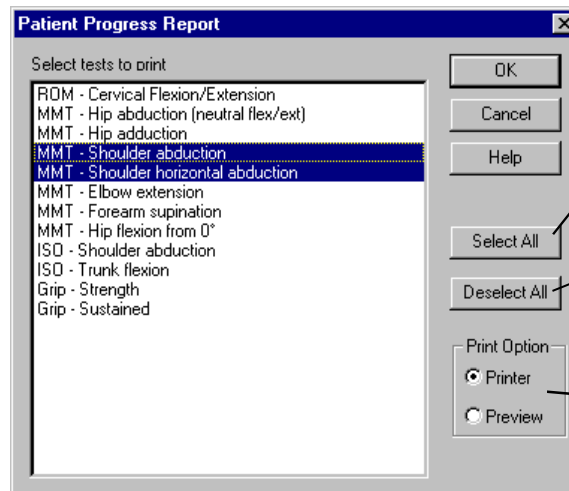 Patient Progress Report
Select tests to print
ROM - Cervical Flexion/Extension
MMT - Hip abduction (neutral flex/ext)
MMT - Hip adduction
MMT - Shoulder abduction
MMT - Shoulder horizontal abduction
MMT - Elbow extension
MMT - Forearm supination
MMT - Hip flexion from 0°
ISO - Shoulder abduction
ISO - Trunk flexion
Grip - Strength
Grip - Sustained
OK
Cancel
Help
Select All
Deselect All
Print Option
Printer
Preview